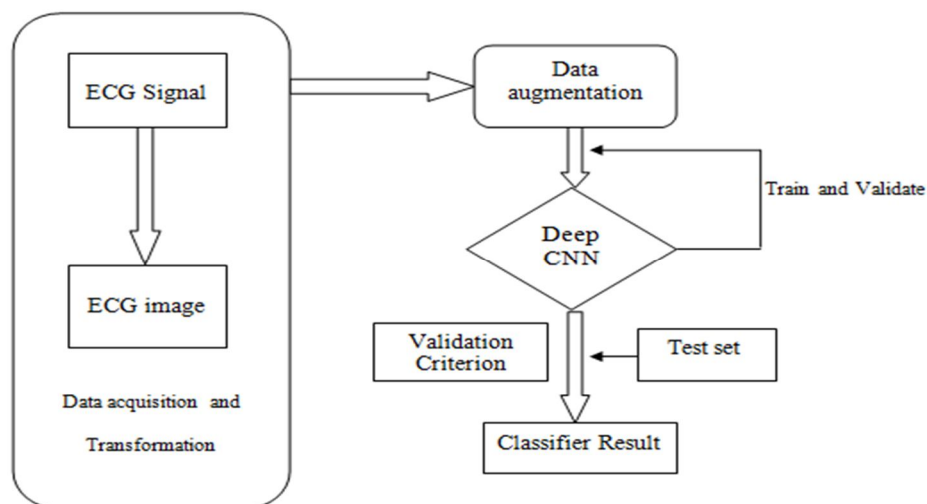 ECG Signal
ECG image
Data acquisition and
Transformation
Data
augmentation
Train and Validate
Deep
CNN
Validation
Criterion
Test set
Classifier Result